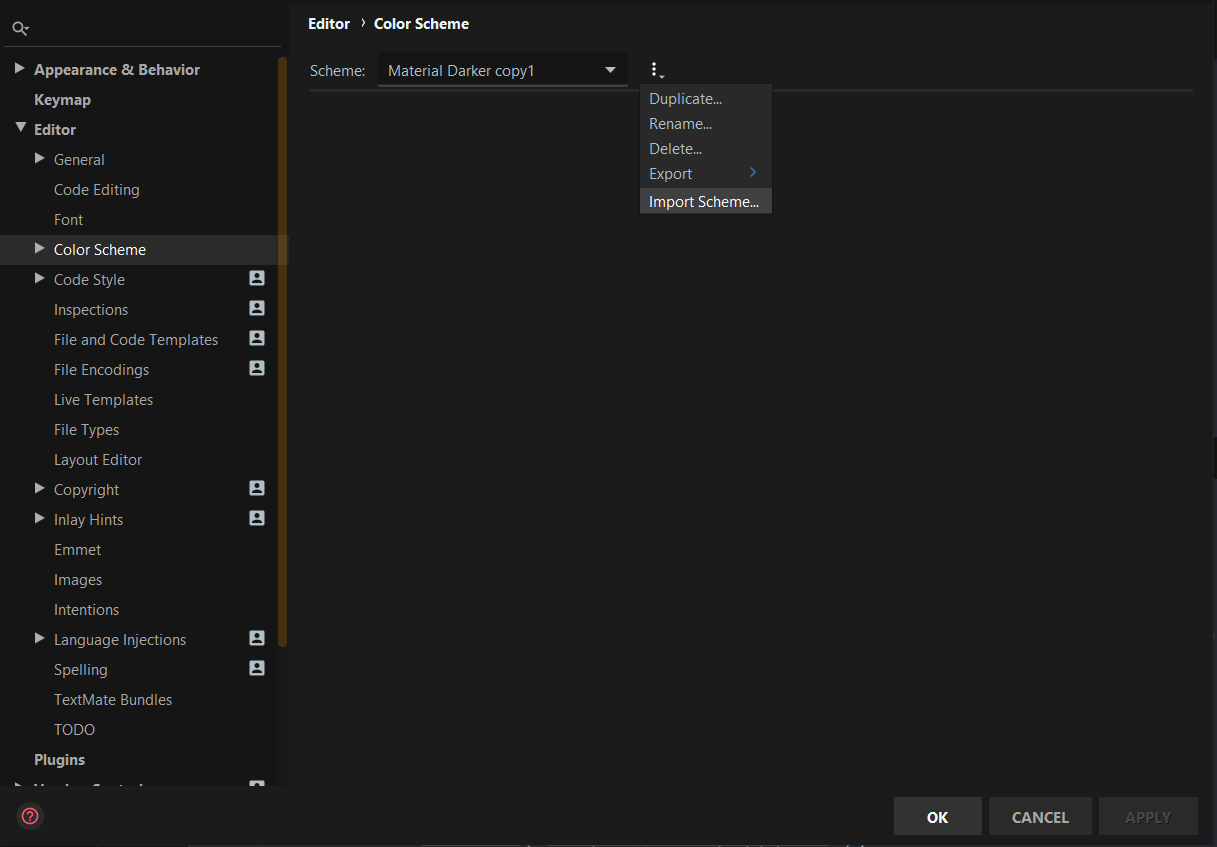 Editor › Color Scheme
Scheme: Material Darker copy1
Duplicate...
Rename...
Delete...
Export
Import Scheme...
Appearance & Behavior
Keymap
Editor
General
Code Editing
Font
Color Scheme
Code Style
Inspections
File and Code Templates
File Encodings
Live Templates
File Types
Layout Editor
Copyright
Inlay Hints
Emmet
Images
Intentions
Language Injections
Spelling
TextMate Bundles
TODO
Plugins
?
OK
CANCEL
APPLY